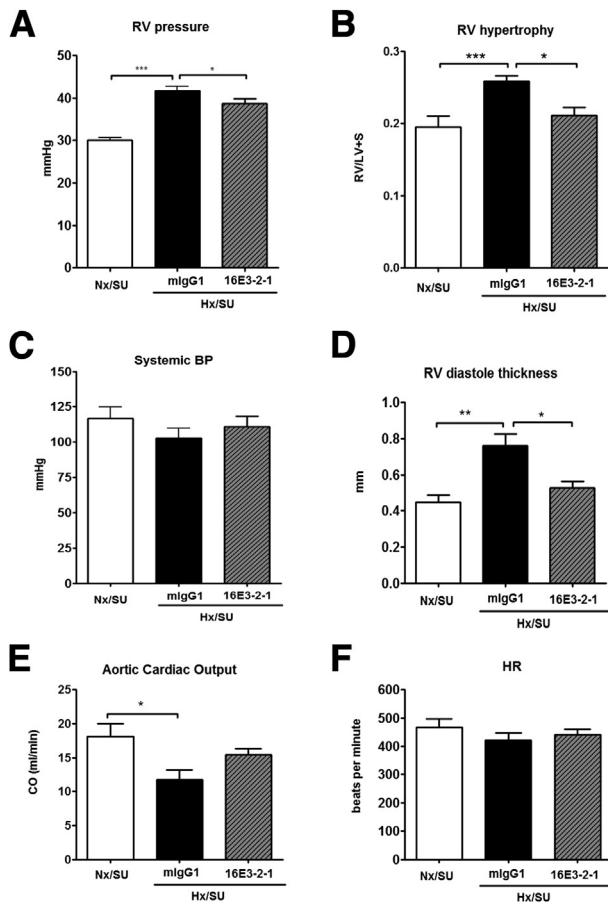 A
RV pressure
mmHg
50
40
30
20
10
0
***
*
Nx/SU
mIgG1
16E3-2-1
Hx/SU
B
RV hypertrophy
RV/LV+S
0.3
0.2
0.1
0.0
***
*
Nx/SU
mIgG1
16E3-2-1
Hx/SU
C
Systemic BP
mmHg
150
125
100
75
50
25
0
Nx/SU
mIgG1
16E3-2-1
Hx/SU
D
RV diastole thickness
mm
1.0
0.8
0.6
0.4
0.2
0.0
**
*
Nx/SU
mIgG1
16E3-2-1
Hx/SU
E
Aortic Cardiac Output
CO (ml/min)
25
20
15
10
5
0
*
Nx/SU
mIgG1
16E3-2-1
Hx/SU
F
HR
beats per minute
600
500
400
300
200
100
0
Nx/SU
mIgG1
16E3-2-1
Hx/SU